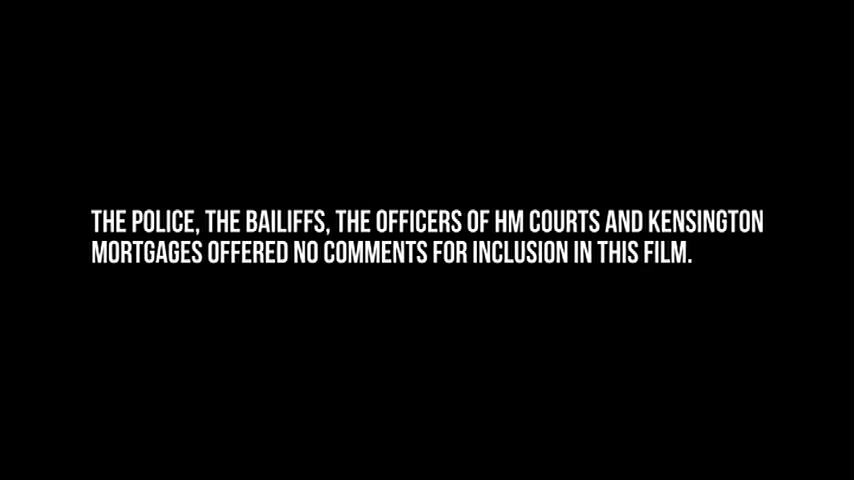 THE POLICE, THE BAILIFFS, THE OFFICERS OF HM COURTS AND KENSINGTON
MORTGAGES OFFERED NO COMMENTS FOR INCLUSION IN THIS FILM.